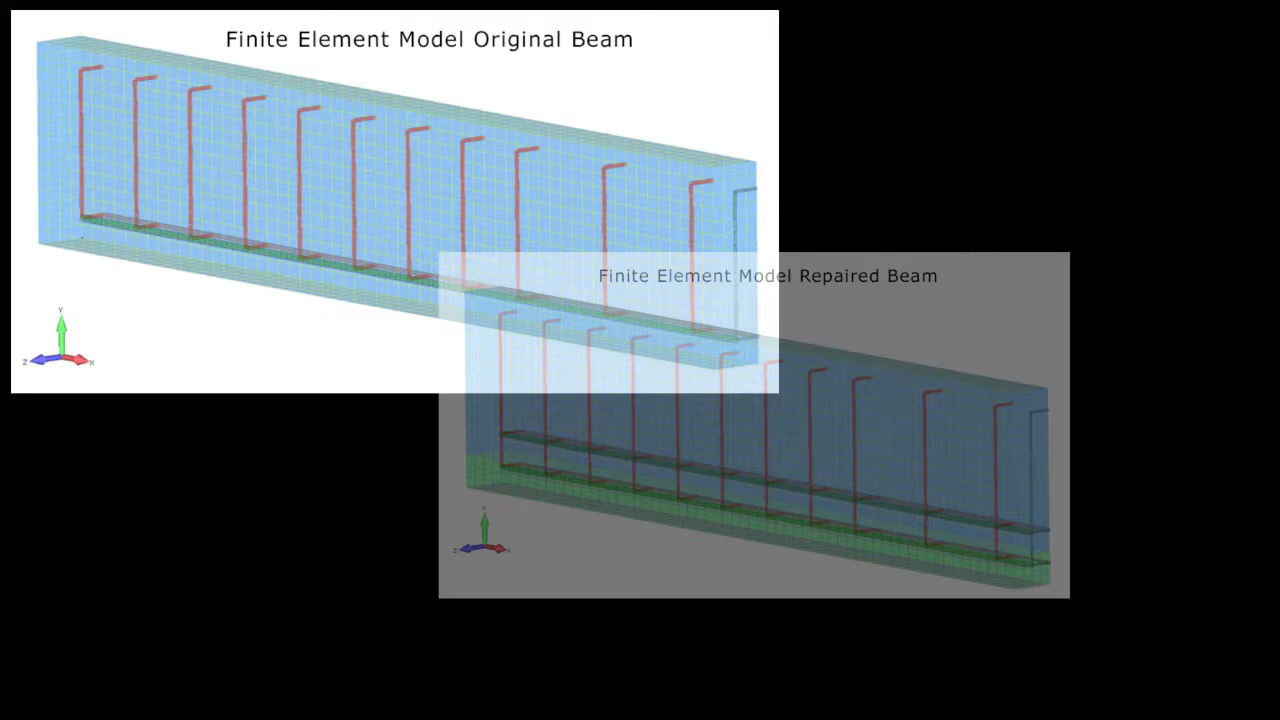 Finite Element Model Original Beam
Y
Z
X
Finite Element Model Repaired Beam
Y
Z
X